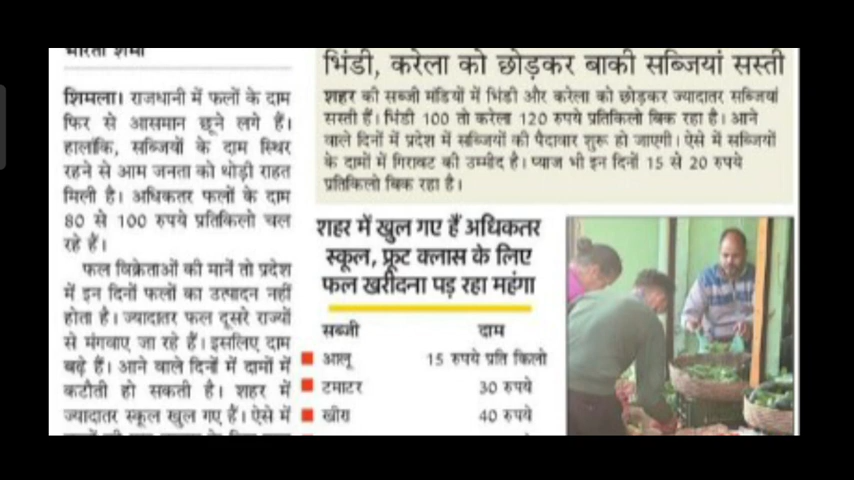 भारती शर्मा
शिमला। राजधानी में फलों के दाम
फिर से आसमान छूने लगे हैं।
हालांकि, सब्जियों के दाम स्थिर
रहने से आम जनता को थोड़ी राहत
मिली है। अधिकतर फलों के दाम
80 से 100 रुपये प्रतिकिलो चल
रहे हैं।
फल विक्रेताओं की मानें तो प्रदेश
में इन दिनों फलों का उत्पादन नहीं
होता है। ज्यादातर फल दूसरे राज्यों
से मंगवाए जा रहे हैं। इसलिए दाम
बढ़े हैं। आने वाले दिनों में दामों में
कटौती हो सकती है। शहर में
ज्यादातर स्कूल खुल गए हैं। ऐसे में
भिंडी, करेला को छोड़कर बाकी सब्जियां सस्ती
शहर की सब्जी मंडियों में भिंडी और करेला को छोड़कर ज्यादातर सब्जियां
सस्ती हैं। भिंडी 100 तो करेला 120 रुपये प्रतिकिलो बिक रहा है। आने
वाले दिनों में प्रदेश में सब्जियों की पैदावार शुरू हो जाएगी। ऐसे में सब्जियों
के दामों में गिरावट की उम्मीद है। प्याज भी इन दिनों 15 से 20 रुपये
प्रतिकिलो बिक रहा है।
शहर में खुल गए हैं अधिकतर
स्कूल, फ्रूट क्लास के लिए
फल खरीदना पड़ रहा महंगा
सब्जी दाम
आलू 15 रुपये प्रति किलो
टमाटर 30 रुपये
खीरा 40 रुपये